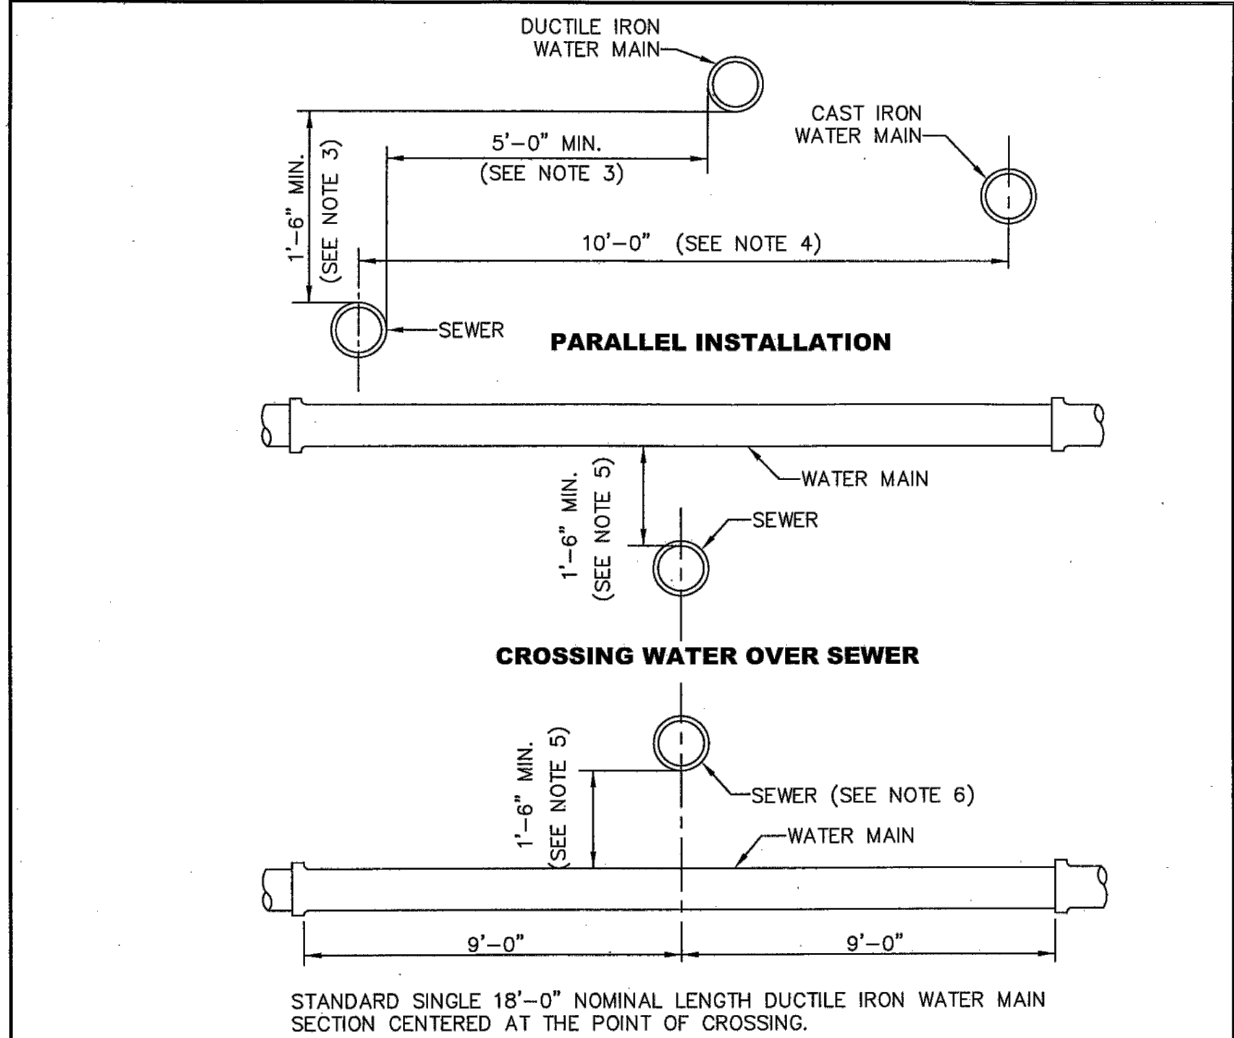 DUCTILE IRON
WATER MAIN
CAST IRON
WATER MAIN
5'-0" MIN.
(SEE NOTE 3)
1'-6" MIN.
(SEE NOTE 3)
10'-0" (SEE NOTE 4)
SEWER
PARALLEL INSTALLATION
WATER MAIN
1'-6" MIN.
(SEE NOTE 5)
SEWER
CROSSING WATER OVER SEWER
1'-6" MIN.
(SEE NOTE 5)
SEWER (SEE NOTE 6)
WATER MAIN
9'-0"
9'-0"
STANDARD SINGLE 18'-0" NOMINAL LENGTH DUCTILE IRON WATER MAIN
SECTION CENTERED AT THE POINT OF CROSSING.